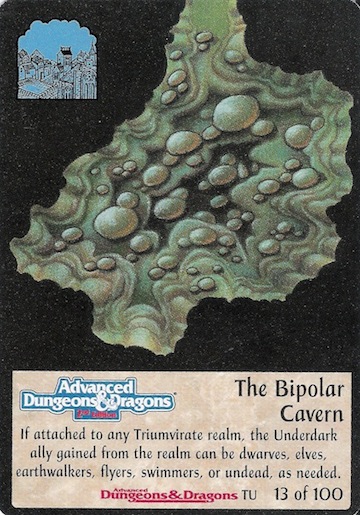 Advanced
Dungeons & Dragons
2nd Edition
The Bipolar
Cavern
If attached to any Triumvirate realm, the Underdark
ally gained from the realm can be dwarves, elves,
earthwalkers, flyers, swimmers, or undead, as needed.
Advanced
Dungeons & Dragons TU 13 of 100